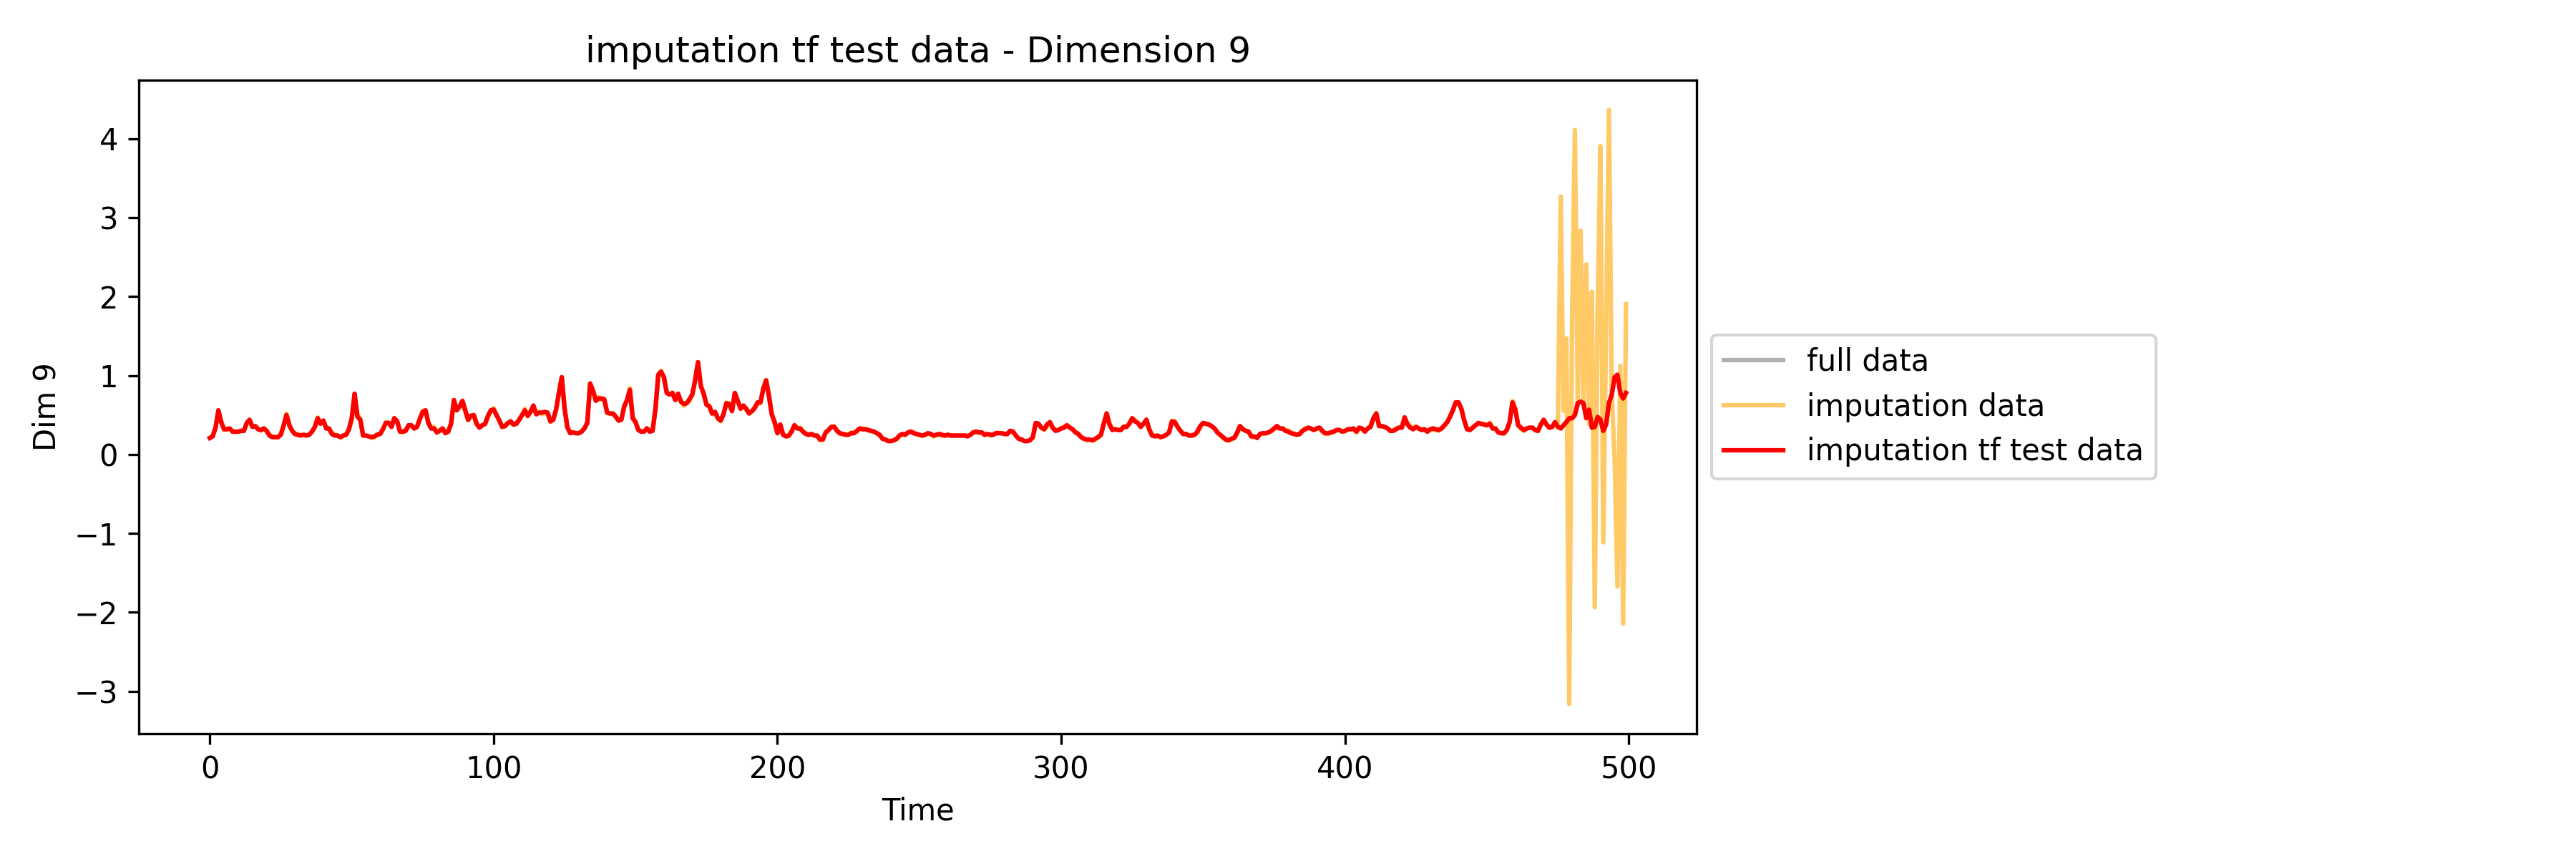 imputation tf test data - Dimension 9
4
3
2
1
0
−1
−2
−3
Dim 9
0 100 200 300 400 500
Time
full data
imputation data
imputation tf test data